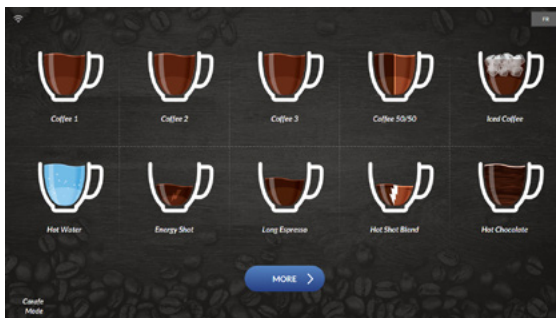 FR
Coffee 1
Coffee 2
Coffee 3
Coffee 50/50
Iced Coffee
Hot Water
Energy Shot
Long Espresso
Hot Shot Blend
Hot Chocolate
MORE
Carafe
Mode